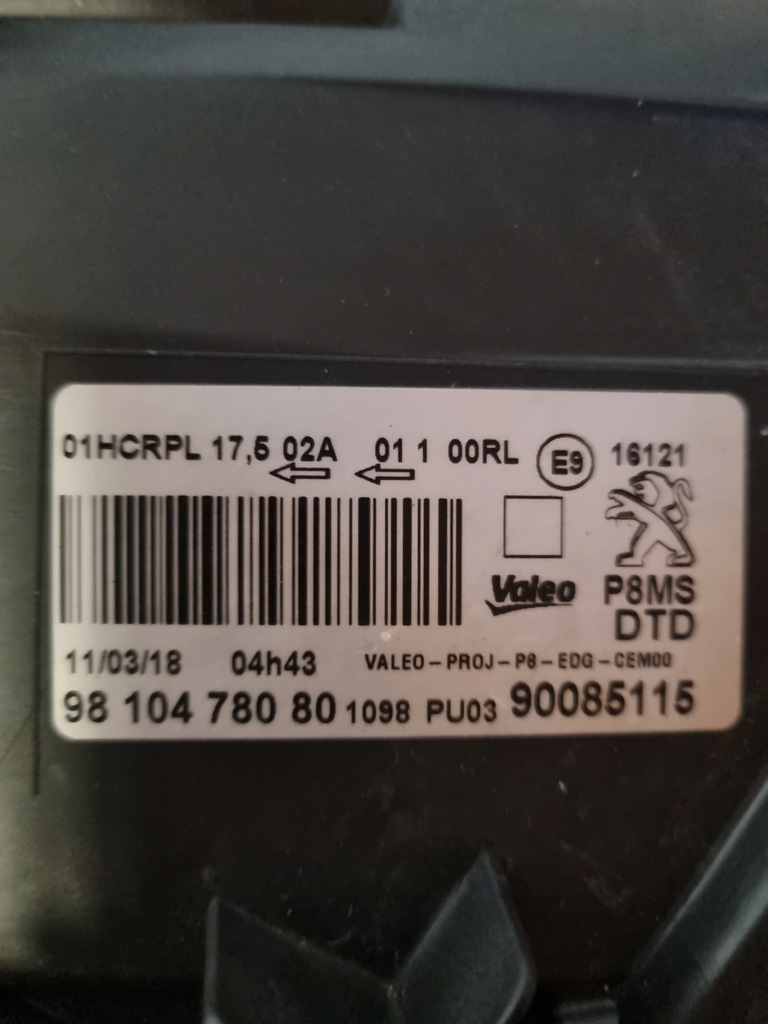 01HCRPL 17,5 02A 01 1 00RL E9 16121
Valeo P8MS
DTD
11/03/18 04h43 VALEO-PROJ-P8-EDG-CEM00
98 104 780 80 1098 PU03 90085115